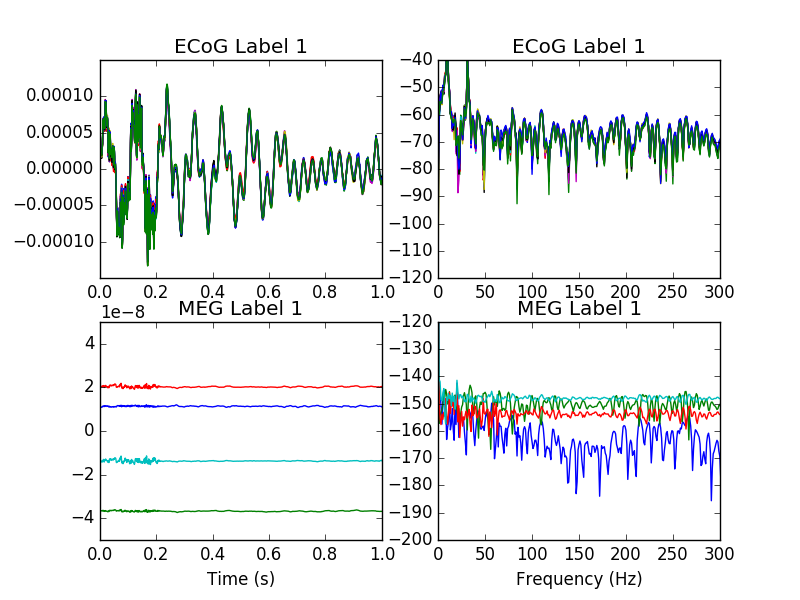 ECoG Label 1
0.00010
0.00005
0.00000
−0.00005
−0.00010
0.0 0.2 0.4 0.6 0.8 1.0
ECoG Label 1
−40
−50
−60
−70
−80
−90
−100
−110
−120
0 50 100 150 200 250 300
MEG Label 1
1e−8
4
2
0
−2
−4
0.0 0.2 0.4 0.6 0.8 1.0
Time (s)
MEG Label 1
−120
−130
−140
−150
−160
−170
−180
−190
−200
0 50 100 150 200 250 300
Frequency (Hz)